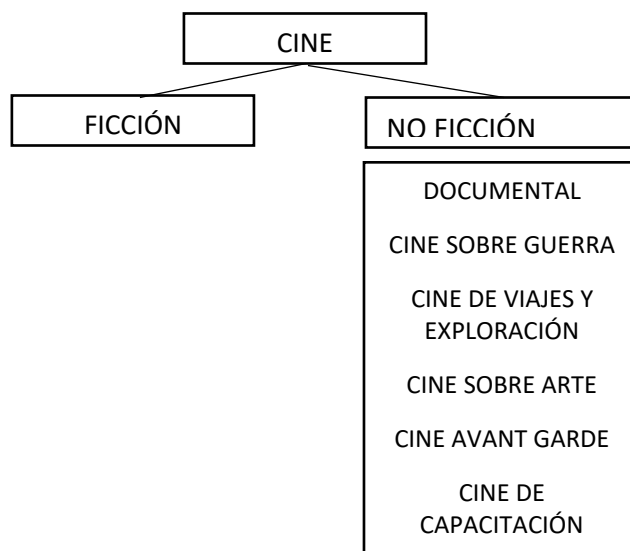 CINE
FICCIÓN
NO FICCIÓN
DOCUMENTAL
CINE SOBRE GUERRA
CINE DE VIAJES Y
EXPLORACIÓN
CINE SOBRE ARTE
CINE AVANT GARDE
CINE DE
CAPACITACIÓN